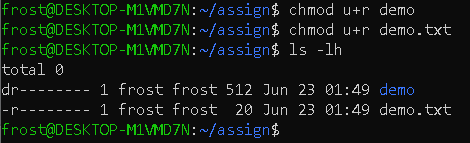 frost@DESKTOP-M1VMD7N:~/assign$ chmod u+r demo
frost@DESKTOP-M1VMD7N:~/assign$ chmod u+r demo.txt
frost@DESKTOP-M1VMD7N:~/assign$ ls -lh
total 0
dr-------- 1 frost frost 512 Jun 23 01:49 demo
-r-------- 1 frost frost  20 Jun 23 01:49 demo.txt
frost@DESKTOP-M1VMD7N:~/assign$